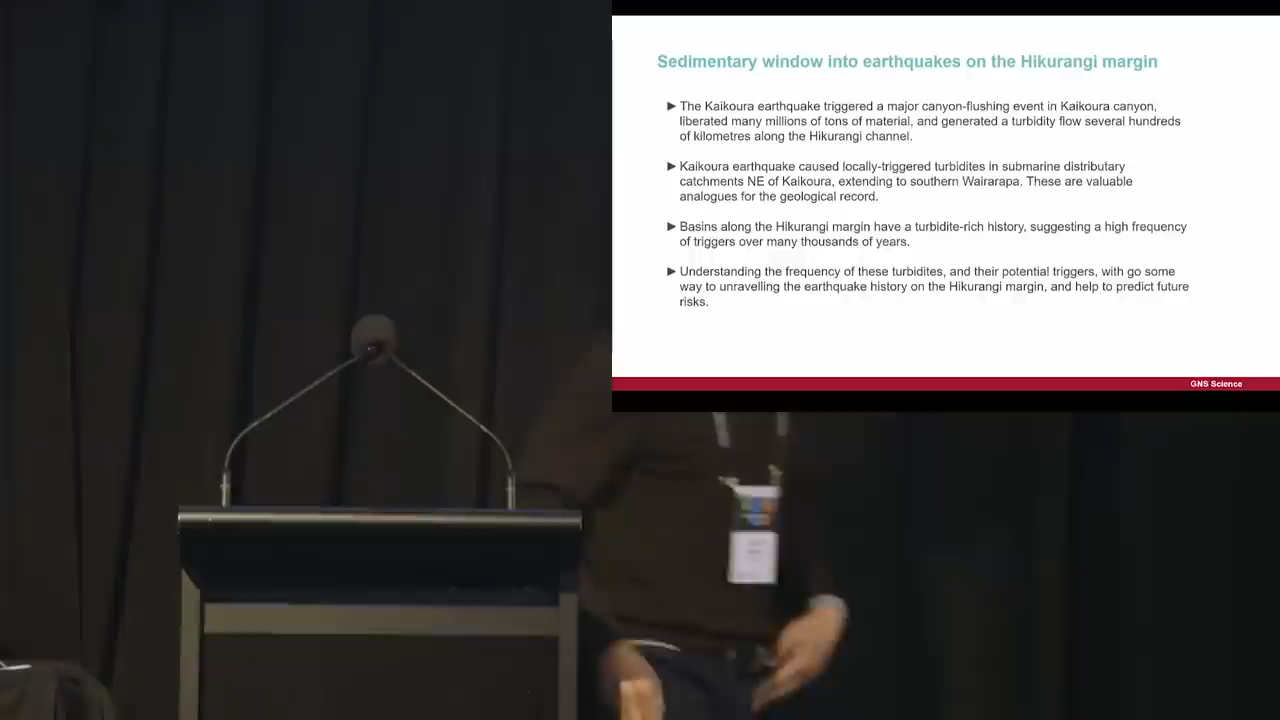 Sedimentary window into earthquakes on the Hikurangi margin
► The Kaikoura earthquake triggered a major canyon-flushing event in Kaikoura canyon,
liberated many millions of tons of material, and generated a turbidity flow several hundreds
of kilometres along the Hikurangi channel.
► Kaikoura earthquake caused locally-triggered turbidites in submarine distributary
catchments NE of Kaikoura, extending to southern Wairarapa. These are valuable
analogues for the geological record.
► Basins along the Hikurangi margin have a turbidite-rich history, suggesting a high frequency
of triggers over many thousands of years.
► Understanding the frequency of these turbidites, and their potential triggers, with go some
way to unravelling the earthquake history on the Hikurangi margin, and help to predict future
risks.
GNS Science